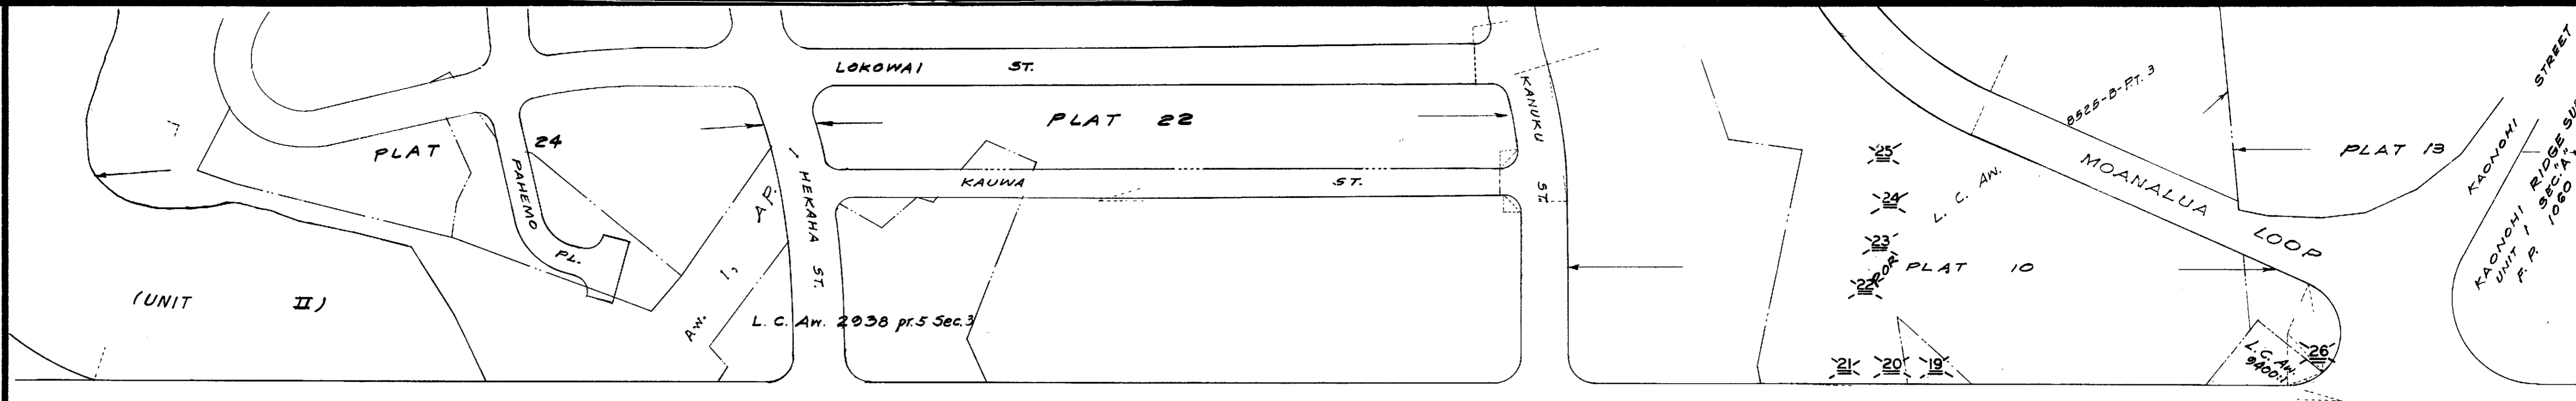 LOKOWAI ST.
PLAT 22
PLAT 24
PAHEMO PL.
HEKAHA ST.
KAUWA ST.
KANUKU ST.
AP. 1,
Aw.
L. C. Aw. 2938 pr.5 Sec.3
(UNIT II)
8525-B-PT. 3
MOANALUA LOOP
PLAT 13
KAONOHI STREET
KAONOHI RIDGE
UNIT 1 SEC. "A"
F. P. 1060
25
24
23
22
21
20
19
26
L. C. AW.
POR
PLAT 10
L. C. Aw.
9400:1